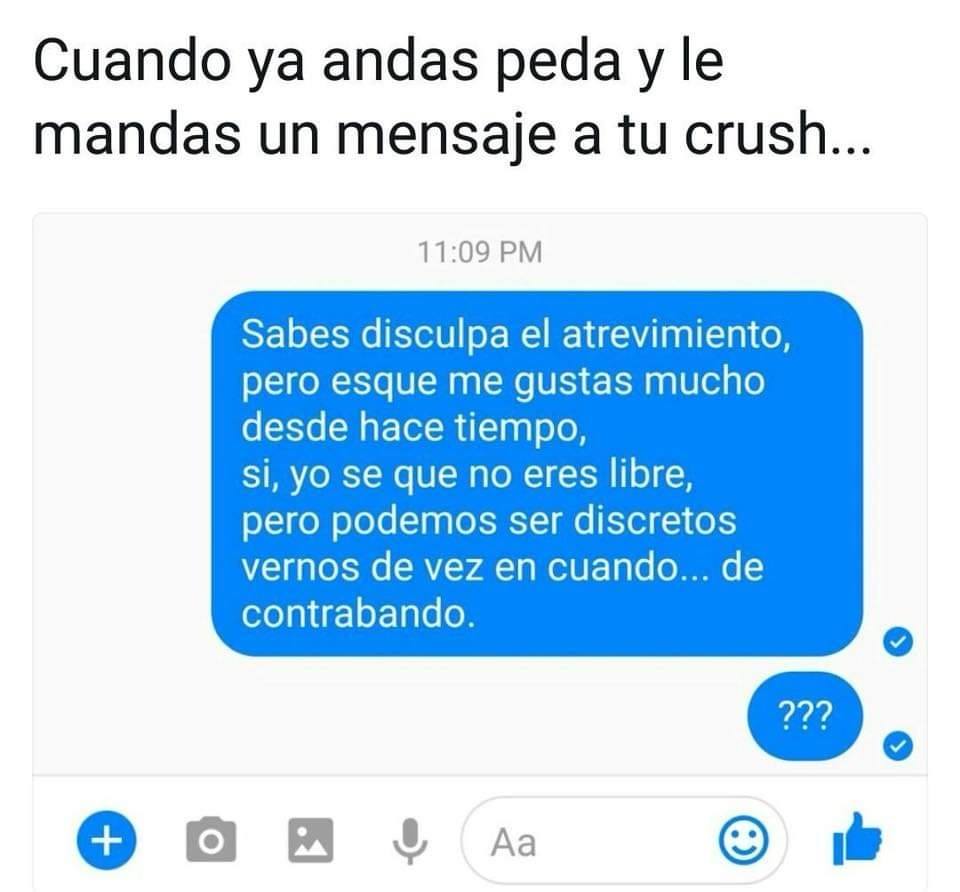 Cuando ya andas peda y le
mandas un mensaje a tu crush...
11:09 PM
Sabes disculpa el atrevimiento,
pero esque me gustas mucho
desde hace tiempo,
si, yo se que no eres libre,
pero podemos ser discretos
vernos de vez en cuando... de
contrabando.
???
Aa